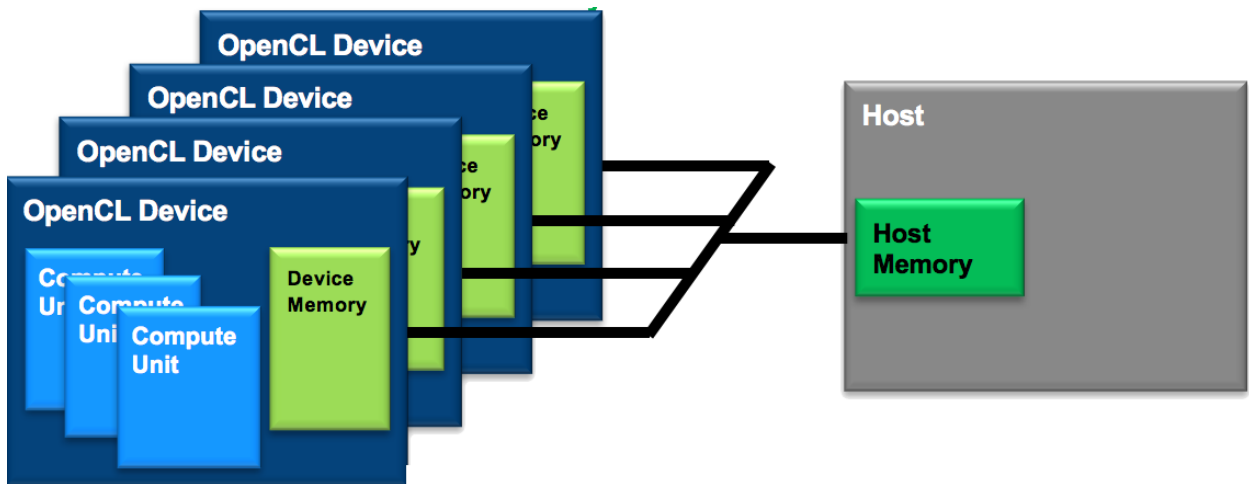 OpenCL Device
OpenCL Device
OpenCL Device
OpenCL Device
Compute
Unit
Device
Memory
Host
Host
Memory